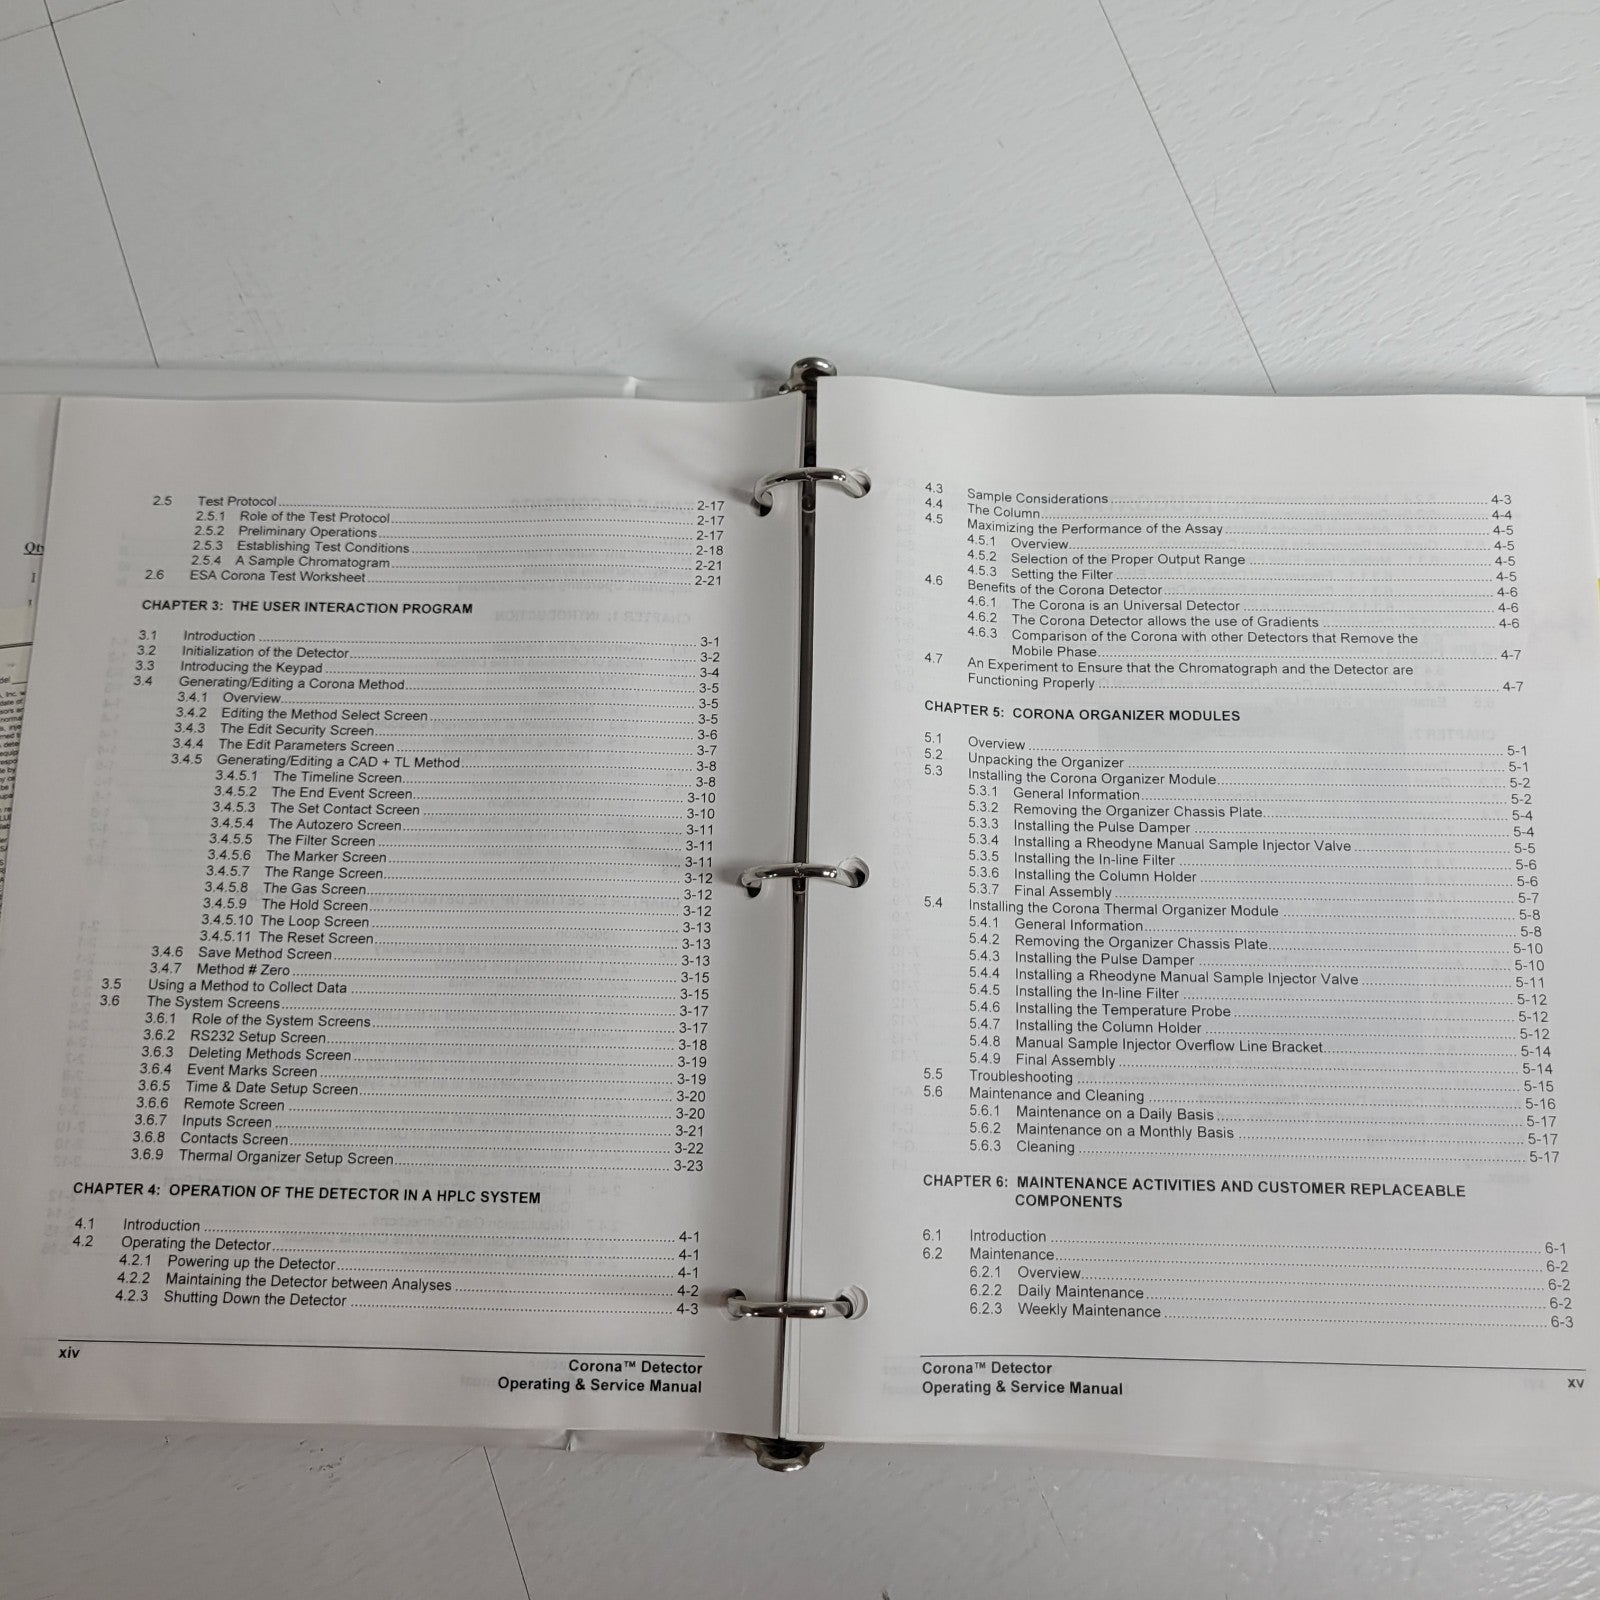 2.5 Test Protocol 2-17
2.5.1 Role of the Test Protocol 2-17
2.5.2 Preliminary Operations 2-17
2.5.3 Establishing Test Conditions 2-18
2.5.4 A Sample Chromatogram 2-21
2.6 ESA Corona Test Worksheet 2-21
CHAPTER 3: THE USER INTERACTION PROGRAM
3.1 Introduction 3-1
3.2 Initialization of the Detector 3-2
3.3 Introducing the Keypad 3-4
3.4 Generating/Editing a Corona Method 3-5
3.4.1 Overview 3-5
3.4.2 Editing the Method Select Screen 3-5
3.4.3 The Edit Security Screen 3-6
3.4.4 The Edit Parameters Screen 3-7
3.4.5 Generating/Editing a CAD + TL Method 3-8
3.4.5.1 The Timeline Screen 3-8
3.4.5.2 The End Event Screen 3-10
3.4.5.3 The Set Contact Screen 3-10
3.4.5.4 The Autozero Screen 3-11
3.4.5.5 The Filter Screen 3-11
3.4.5.6 The Marker Screen 3-11
3.4.5.7 The Range Screen 3-12
3.4.5.8 The Gas Screen 3-12
3.4.5.9 The Hold Screen 3-12
3.4.5.10 The Loop Screen 3-13
3.4.5.11 The Reset Screen 3-13
3.4.6 Save Method Screen 3-13
3.4.7 Method # Zero 3-15
3.5 Using a Method to Collect Data 3-15
3.6 The System Screens 3-17
3.6.1 Role of the System Screens 3-17
3.6.2 RS232 Setup Screen 3-18
3.6.3 Deleting Methods Screen 3-19
3.6.4 Event Marks Screen 3-19
3.6.5 Time & Date Setup Screen 3-20
3.6.6 Remote Screen 3-20
3.6.7 Inputs Screen 3-21
3.6.8 Contacts Screen 3-22
3.6.9 Thermal Organizer Setup Screen 3-23
CHAPTER 4: OPERATION OF THE DETECTOR IN A HPLC SYSTEM
4.1 Introduction 4-1
4.2 Operating the Detector 4-1
4.2.1 Powering up the Detector 4-1
4.2.2 Maintaining the Detector between Analyses 4-2
4.2.3 Shutting Down the Detector 4-3
xiv
Corona™ Detector
Operating & Service Manual
4.3 Sample Considerations 4-3
4.4 The Column 4-4
4.5 Maximizing the Performance of the Assay 4-5
4.5.1 Overview 4-5
4.5.2 Selection of the Proper Output Range 4-5
4.5.3 Setting the Filter 4-5
4.6 Benefits of the Corona Detector 4-6
4.6.1 The Corona is an Universal Detector 4-6
4.6.2 The Corona Detector allows the use of Gradients 4-6
4.6.3 Comparison of the Corona with other Detectors that Remove the
Mobile Phase 4-7
4.7 An Experiment to Ensure that the Chromatograph and the Detector are
Functioning Properly 4-7
CHAPTER 5: CORONA ORGANIZER MODULES
5.1 Overview 5-1
5.2 Unpacking the Organizer 5-1
5.3 Installing the Corona Organizer Module 5-2
5.3.1 General Information 5-2
5.3.2 Removing the Organizer Chassis Plate 5-4
5.3.3 Installing the Pulse Damper 5-4
5.3.4 Installing a Rheodyne Manual Sample Injector Valve 5-5
5.3.5 Installing the In-line Filter 5-6
5.3.6 Installing the Column Holder 5-6
5.3.7 Final Assembly 5-7
5.4 Installing the Corona Thermal Organizer Module 5-8
5.4.1 General Information 5-8
5.4.2 Removing the Organizer Chassis Plate 5-10
5.4.3 Installing the Pulse Damper 5-10
5.4.4 Installing a Rheodyne Manual Sample Injector Valve 5-11
5.4.5 Installing the In-line Filter 5-12
5.4.6 Installing the Temperature Probe 5-12
5.4.7 Installing the Column Holder 5-12
5.4.8 Manual Sample Injector Overflow Line Bracket 5-14
5.4.9 Final Assembly 5-14
5.5 Troubleshooting 5-15
5.6 Maintenance and Cleaning 5-16
5.6.1 Maintenance on a Daily Basis 5-17
5.6.2 Maintenance on a Monthly Basis 5-17
5.6.3 Cleaning 5-17
CHAPTER 6: MAINTENANCE ACTIVITIES AND CUSTOMER REPLACEABLE
COMPONENTS
6.1 Introduction 6-1
6.2 Maintenance 6-2
6.2.1 Overview 6-2
6.2.2 Daily Maintenance 6-2
6.2.3 Weekly Maintenance 6-3
Corona™ Detector
Operating & Service Manual
xv